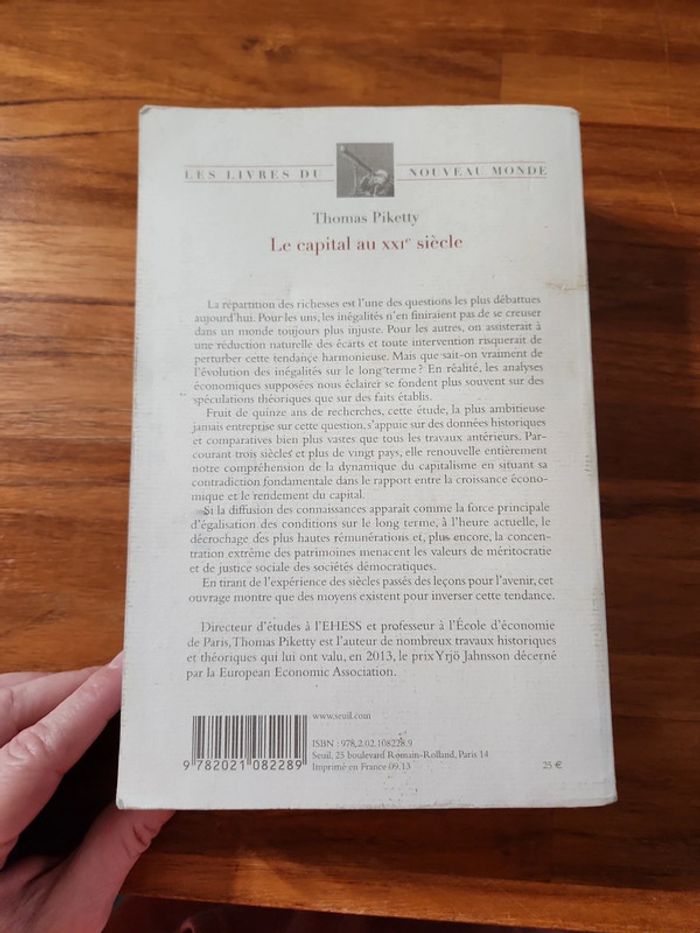 LES LIVRES DU NOUVEAU MONDE
Thomas Piketty
Le capital au XXIe siècle
La répartition des richesses est l'une des questions les plus débattues
aujourd'hui. Pour les uns, les inégalités n'en finiraient pas de se creuser
dans un monde toujours plus injuste. Pour les autres, on assisterait à
une réduction naturelle des écarts et toute intervention risquerait de
perturber cette tendance harmonieuse. Mais que sait-on vraiment de
l'évolution des inégalités sur le long terme ? En réalité, les analyses
économiques supposées nous éclairer se fondent plus souvent sur des
spéculations théoriques que sur des faits établis.
Fruit de quinze ans de recherches, cette étude, la plus ambitieuse
jamais entreprise sur cette question, s'appuie sur des données historiques
et comparatives bien plus vastes que tous les travaux antérieurs. Par-
courant trois siècles et plus de vingt pays, elle renouvelle entièrement
notre compréhension de la dynamique du capitalisme en situant sa
contradiction fondamentale dans le rapport entre la croissance écono-
mique et le rendement du capital.
Si la diffusion des connaissances apparaît comme la force principale
d'égalisation des conditions sur le long terme, à l'heure actuelle, le
décrochage des plus hautes rémunérations et, plus encore, la concen-
tration extrême des patrimoines menacent les valeurs de méritocratie
et de justice sociale des sociétés démocratiques.
En tirant de l'expérience des siècles passés des leçons pour l'avenir, cet
ouvrage montre que des moyens existent pour inverser cette tendance.
Directeur d'études à l'EHESS et professeur à l'École d'économie
de Paris, Thomas Piketty est l'auteur de nombreux travaux historiques
et théoriques qui lui ont valu, en 2013, le prix Yrjö Jahnsson décerné
par la European Economic Association.
www.seuil.com
ISBN : 978.2.02.108228.9
Seuil, 25 boulevard Romain-Rolland, Paris 14
Imprimé en France 09.13
25 €
9 782021 082289